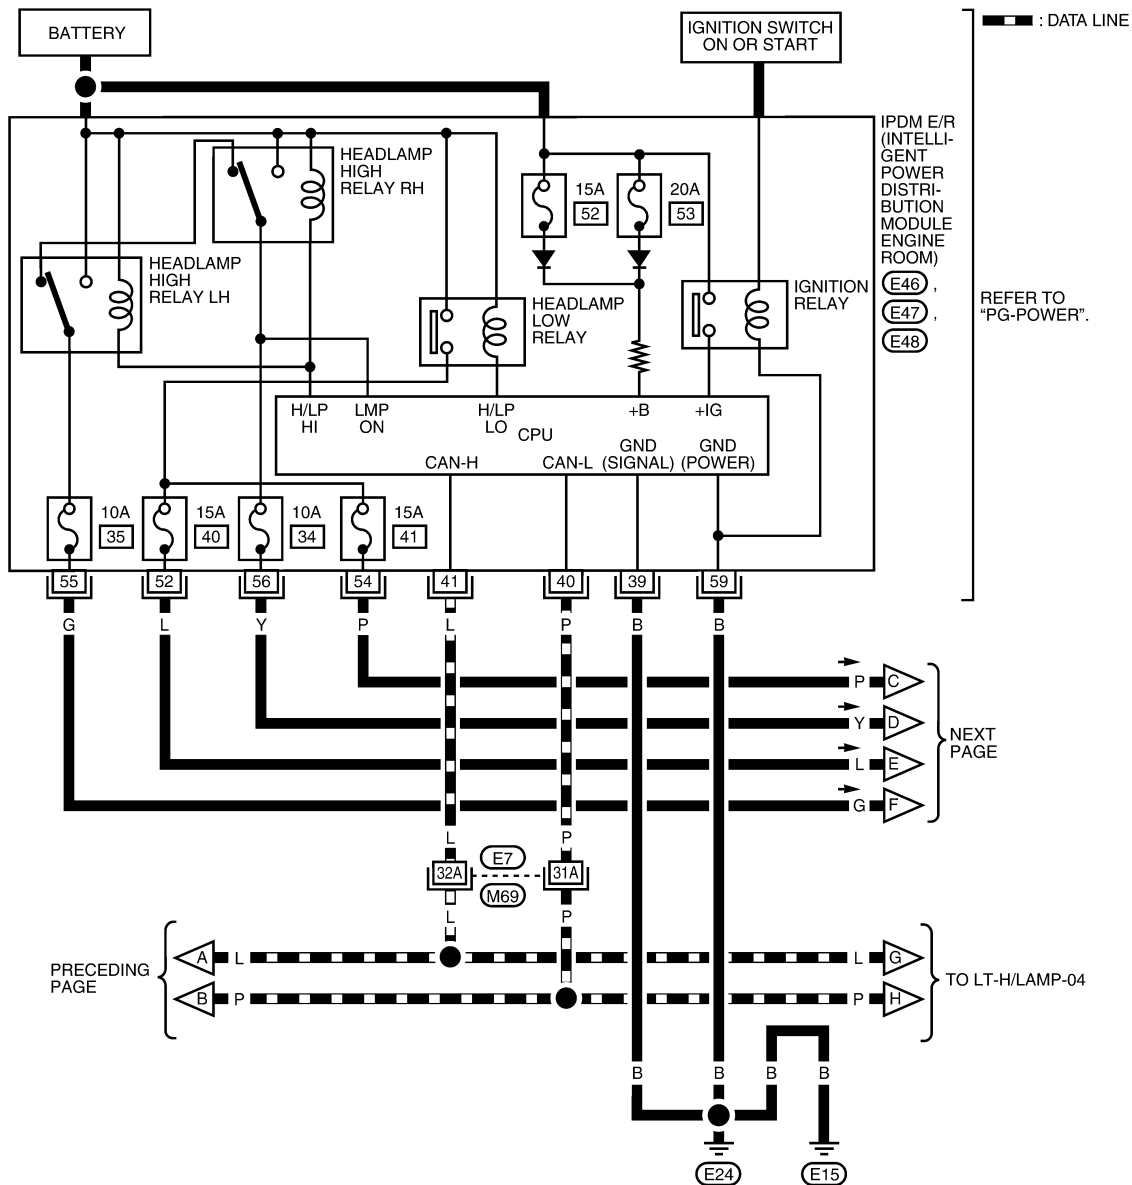 BATTERY
IGNITION SWITCH
ON OR START
: DATA LINE
IPDM E/R
(INTELLI-
GENT
POWER
DISTRI-
BUTION
MODULE
ENGINE
ROOM)
E46 ,
E47 ,
E48
REFER TO
“PG-POWER”.
HEADLAMP
HIGH
RELAY RH
15A
52
20A
53
HEADLAMP
HIGH
RELAY LH
HEADLAMP
LOW
RELAY
IGNITION
RELAY
H/LP
HI
LMP
ON
H/LP
LO
+B
+IG
CPU
CAN-H
CAN-L
GND
(SIGNAL)
GND
(POWER)
10A
35
15A
40
10A
34
15A
41
55
52
56
54
41
40
39
59
G
L
Y
P
L
P
B
B
P
C
Y
D
L
E
G
F
NEXT
PAGE
L
P
32A
E7
M69
31A
L
P
PRECEDING
PAGE
A
L
L
G
B
P
P
H
TO LT-H/LAMP-04
B
B
B
B
E24
E15